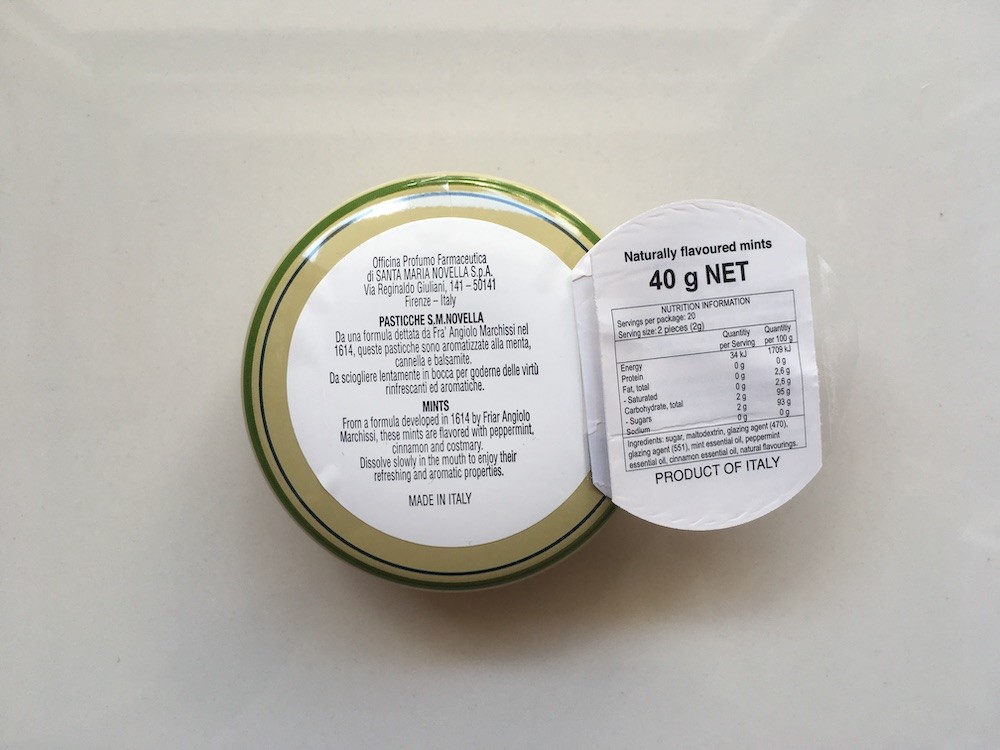 Officina Profumo Farmaceutica
di SANTA MARIA NOVELLA S.p.A.
Via Reginaldo Giuliani, 141 – 50141
Firenze – Italy
PASTICCHE S.M.NOVELLA
Da una formula dettata da Fra' Angiolo Marchissi nel
1614, queste pasticche sono aromatizzate alla menta,
cannella e balsamite.
Da sciogliere lentamente in bocca per goderne delle virtù
rinfrescanti ed aromatiche.
MINTS
From a formula developed in 1614 by Friar Angiolo
Marchissi, these mints are flavored with peppermint,
cinnamon and costmary.
Dissolve slowly in the mouth to enjoy their
refreshing and aromatic properties.
MADE IN ITALY
Naturally flavoured mints
40 g NET
NUTRITION INFORMATION
Servings per package: 20
Serving size: 2 pieces (2g)
Quantitiy per Serving Quantitiy per 100 g
Energy 34 kJ 1709 kJ
Protein 0 g 0 g
Fat, total 0 g 2,6 g
- Saturated 0 g 2,6 g
Carbohydrate, total 2 g 95 g
- Sugars 2 g 93 g
Sodium 0 g 0 g
Ingredients: sugar, maltodextrin, glazing agent (470),
glazing agent (551), mint essential oil, peppermint
essential oil, cinnamon essential oil, natural flavourings.
PRODUCT OF ITALY